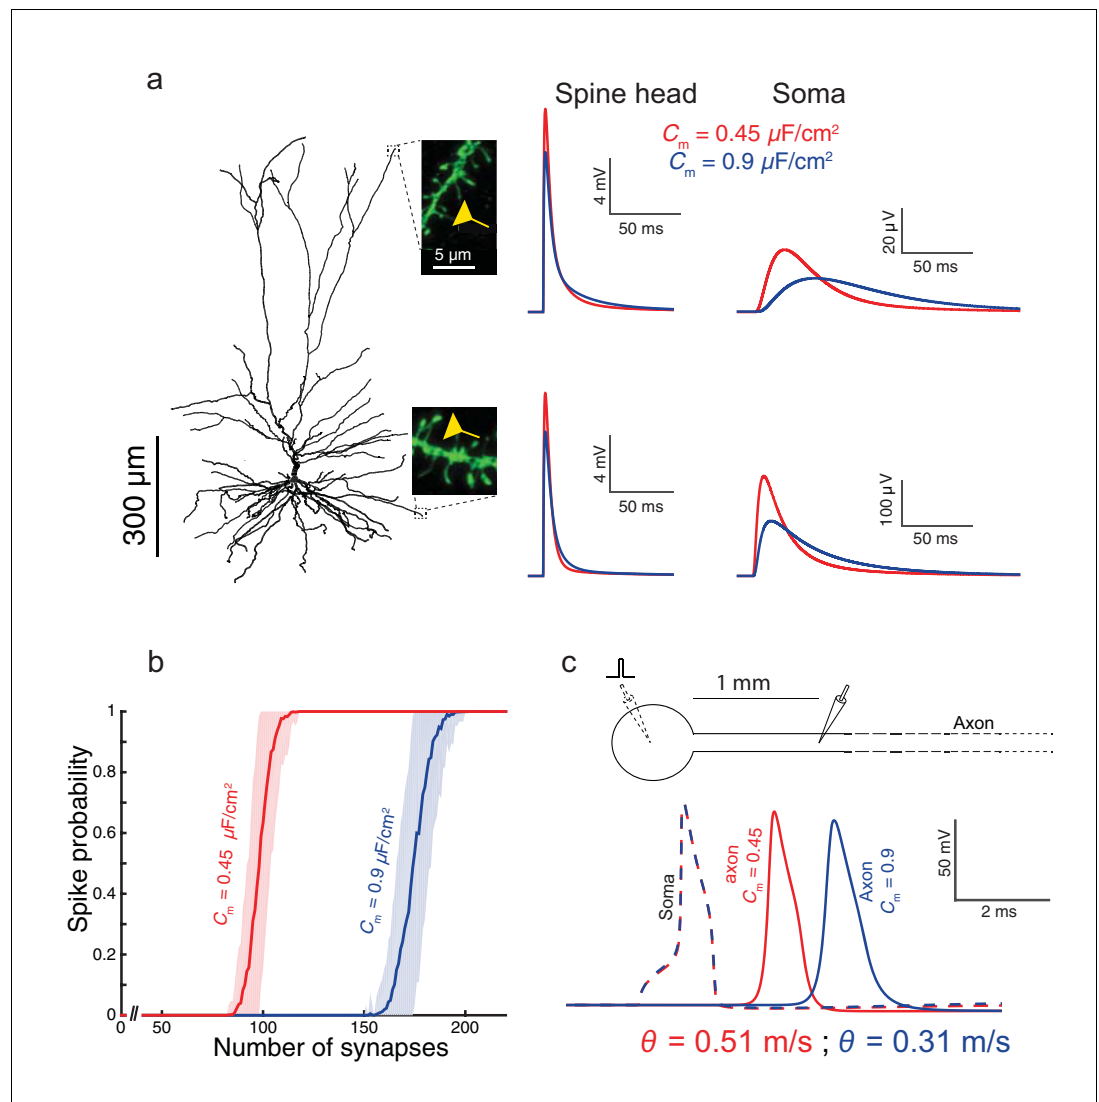 a
Spine head
Soma
Cm = 0.45 µF/cm²
Cm = 0.9 µF/cm²
4 mV
50 ms
20 µV
50 ms
5 µm
300 µm
4 mV
50 ms
100 µV
50 ms
b
Spike probability
1
0.8
0.6
0.4
0.2
0
0
50
100
150
200
Number of synapses
Cm = 0.45 µF/cm²
Cm = 0.9 µF/cm²
c
1 mm
Axon
Soma
axon
Cm = 0.45
Axon
Cm = 0.9
50 mV
2 ms
θ = 0.51 m/s ; θ = 0.31 m/s